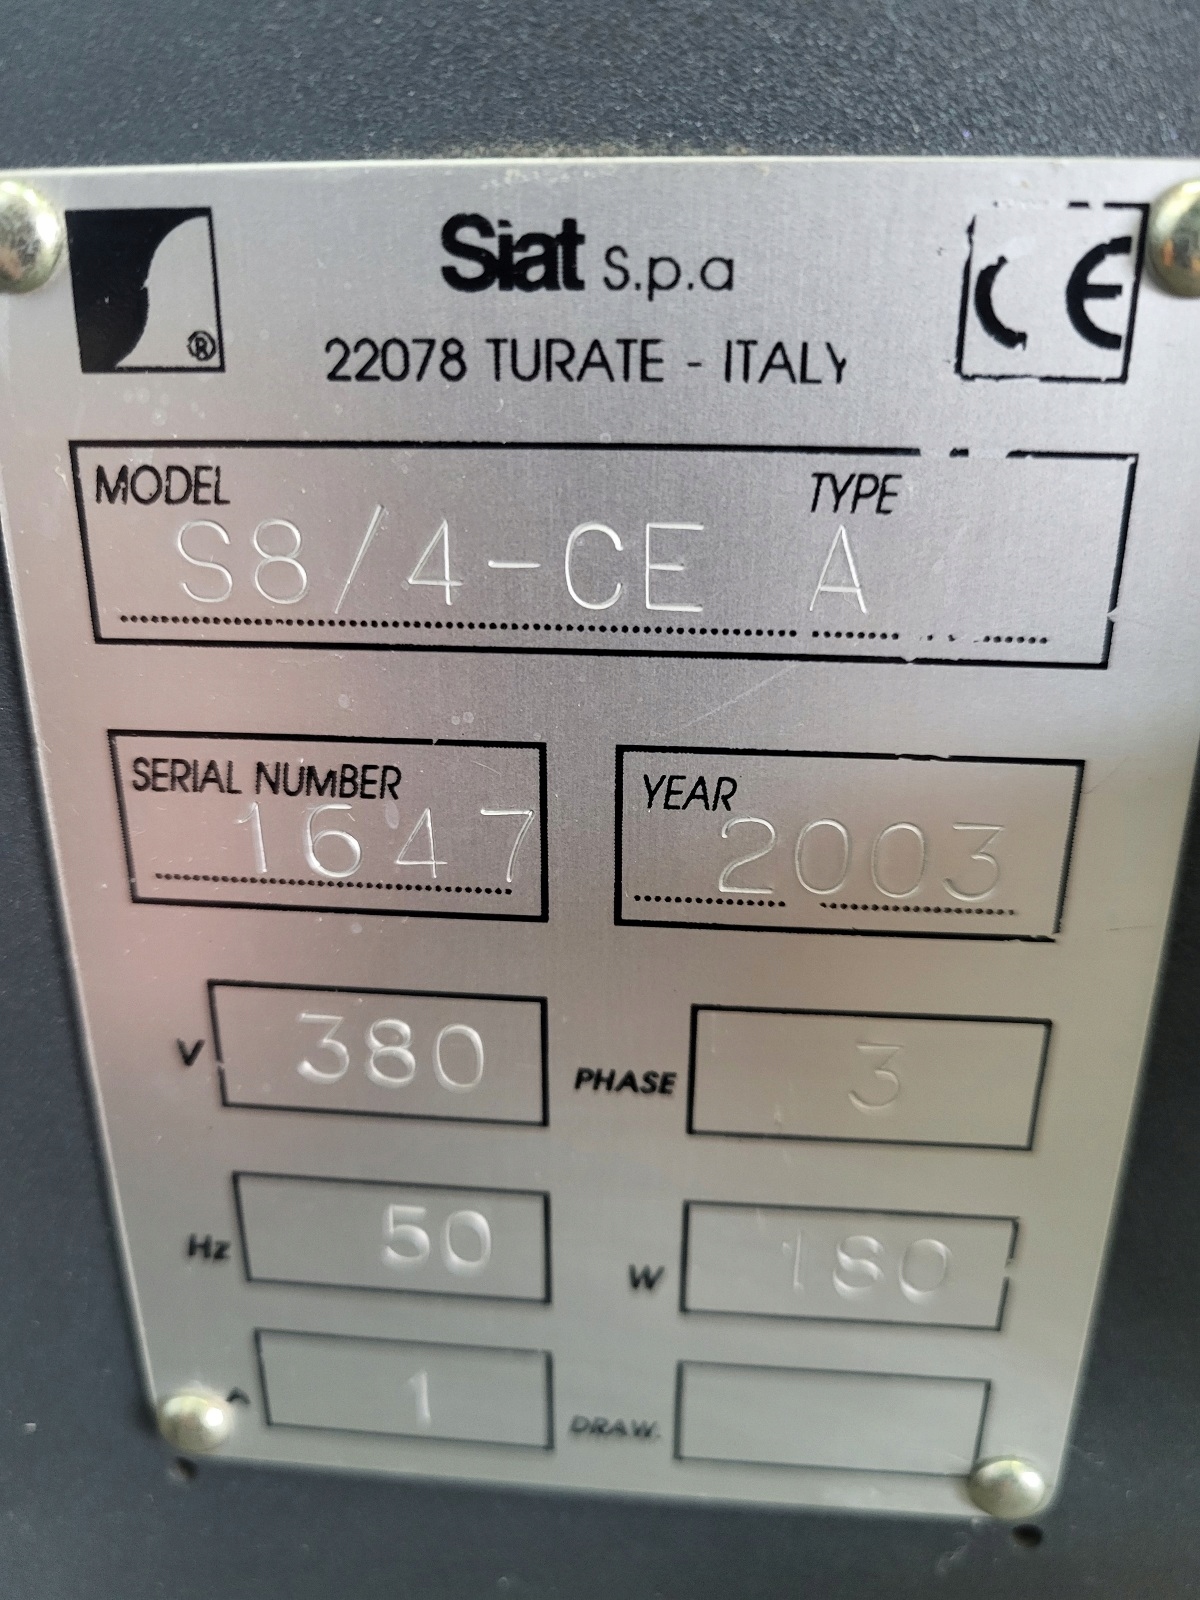 Siat S.p.a
CE
22078 TURATE - ITALY
®
MODEL TYPE
S8/4-CE A
SERIAL NUMBER
1647
YEAR
2003
V 380
PHASE 3
Hz 50
W 180
A 1
DRAW.